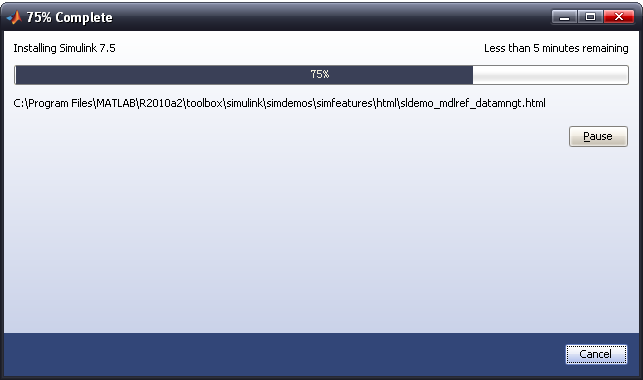 75% Complete
Installing Simulink 7.5 Less than 5 minutes remaining
75%
C:\Program Files\MATLAB\R2010a2\toolbox\simulink\simdemos\simfeatures\html\sldemo_mdlref_datamngt.html
Pause
Cancel